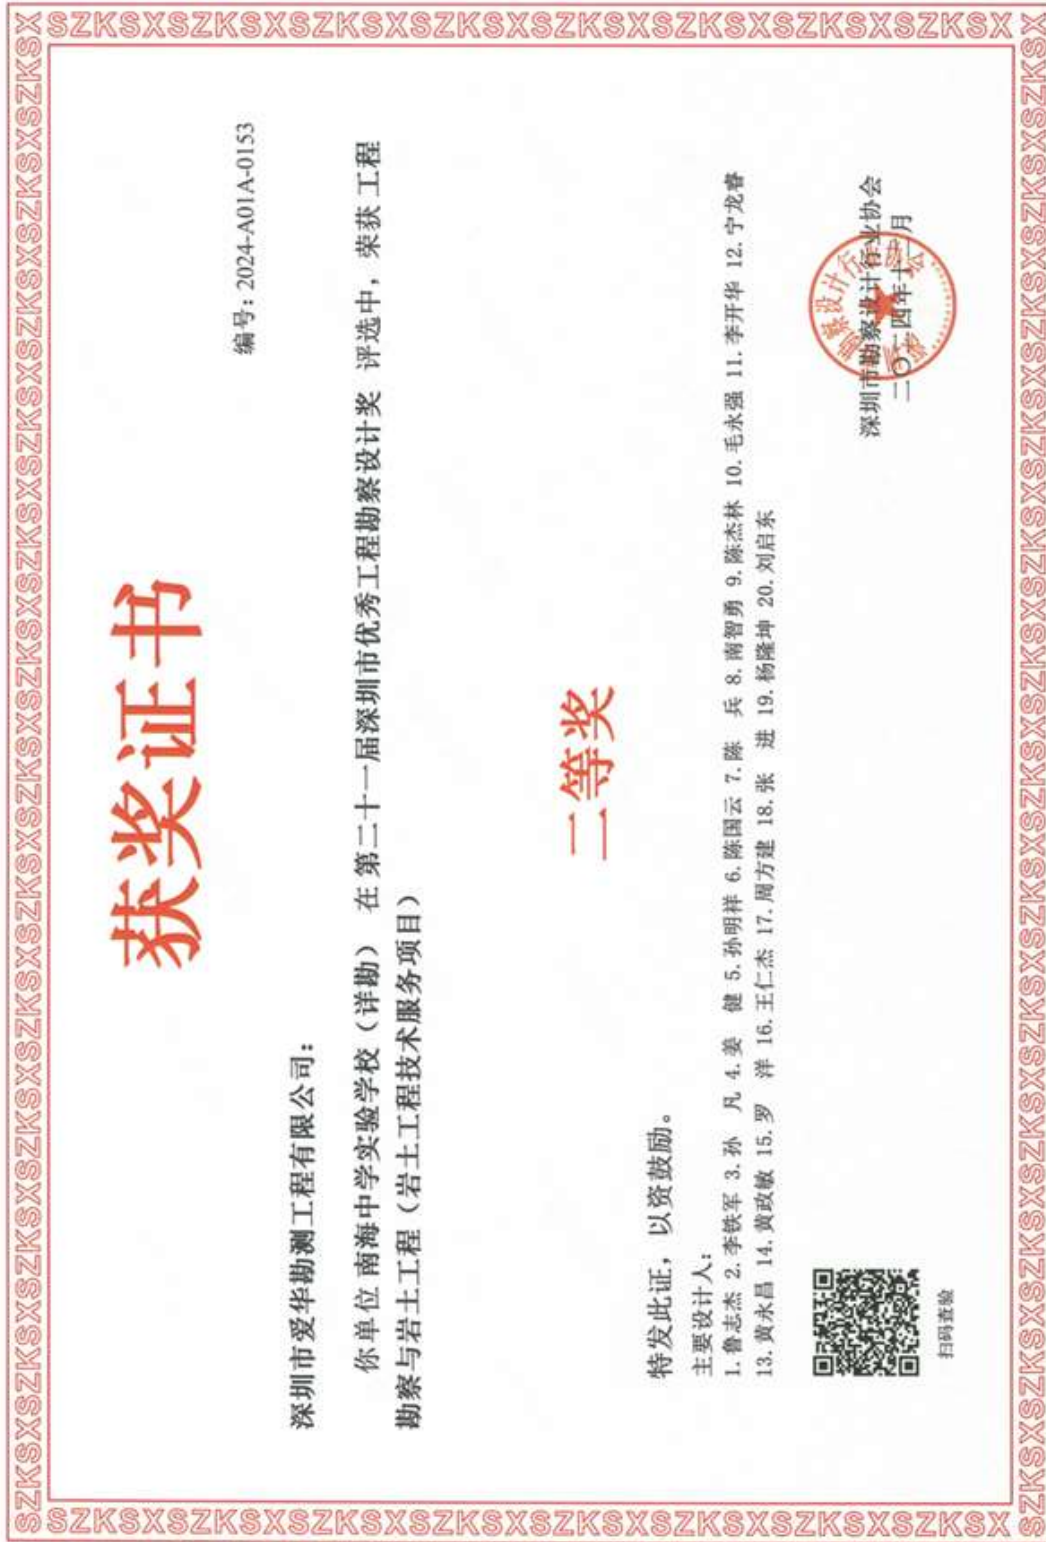 获奖证书
编号：2024-A01A-0153
深圳市爱华勘测工程有限公司：
你单位 南海中学实验学校（详勘） 在 第二十一届深圳市优秀工程勘察设计奖 评选中，荣获 工程
勘察与岩土工程（岩土工程技术服务项目）
二等奖
特发此证，以资鼓励。
主要设计人：
1. 鲁志杰 2. 李铁军 3. 孙 凡 4. 姜 健 5. 孙明祥 6. 陈国云 7. 陈 兵 8. 南智勇 9. 陈杰林 10. 毛永强 11. 李开华 12. 宁龙睿
13. 黄永昌 14. 黄政敏 15. 罗 洋 16. 王仁杰 17. 周方建 18. 张 进 19. 杨隆坤 20. 刘启东
深圳市勘察设计行业协会
二〇二四年十一月
扫码查验
SZKSXSZKSXSZKSXSZKSXSZKSXSZKSXSZKSXSZKSXSZKSX